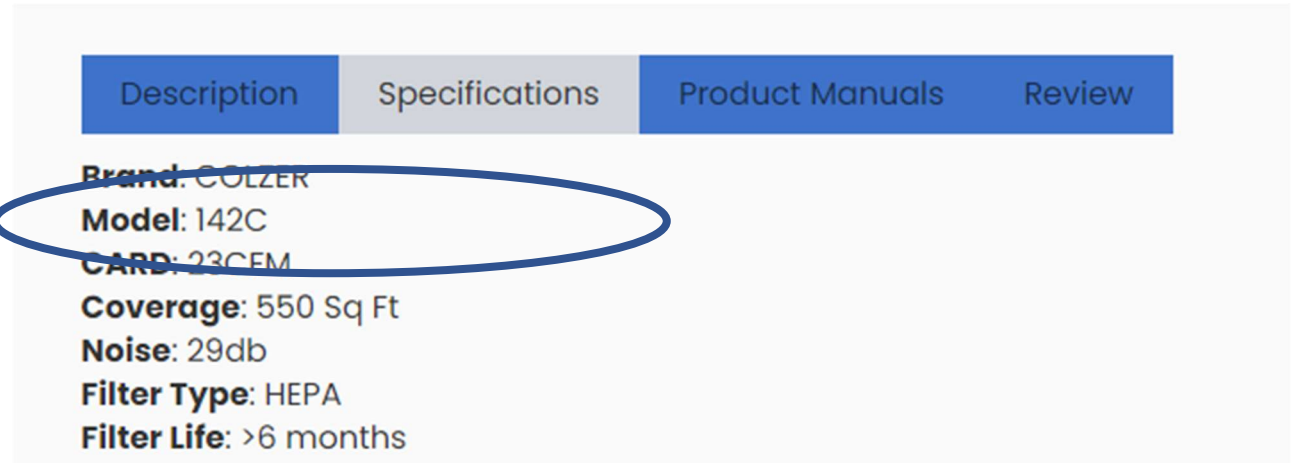 Description Specifications Product Manuals Review
Brand: COLZER
Model: 142C
CARD: 23CFM
Coverage: 550 Sq Ft
Noise: 29db
Filter Type: HEPA
Filter Life: >6 months